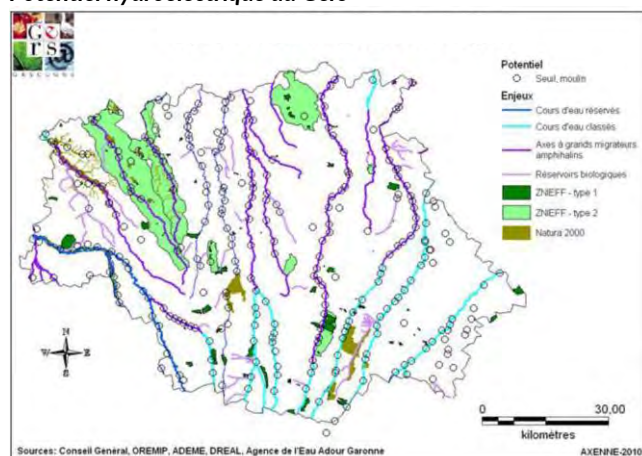 Potentiel hydroélectrique du Gers
Gers
GASCOGNE
Potentiel
Seuil, moulin
Enjeux
Cours d'eau réservés
Cours d'eau classés
Axes à grands migrateurs
amphihalins
Réservoirs biologiques
ZNIEFF - type 1
ZNIEFF - type 2
Natura 2000
N
W E
S
0 30,00
kilomètres
Sources: Conseil Général, OREMIP, ADEME, DREAL, Agence de l'Eau Adour Garonne
AXENNE-2010